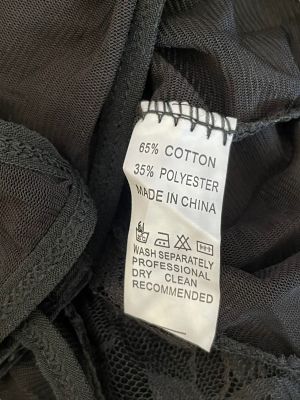 65% COTTON
35% POLYESTER
MADE IN CHINA
WASH SEPARATELY
PROFESSIONAL
DRY CLEAN
RECOMMENDED